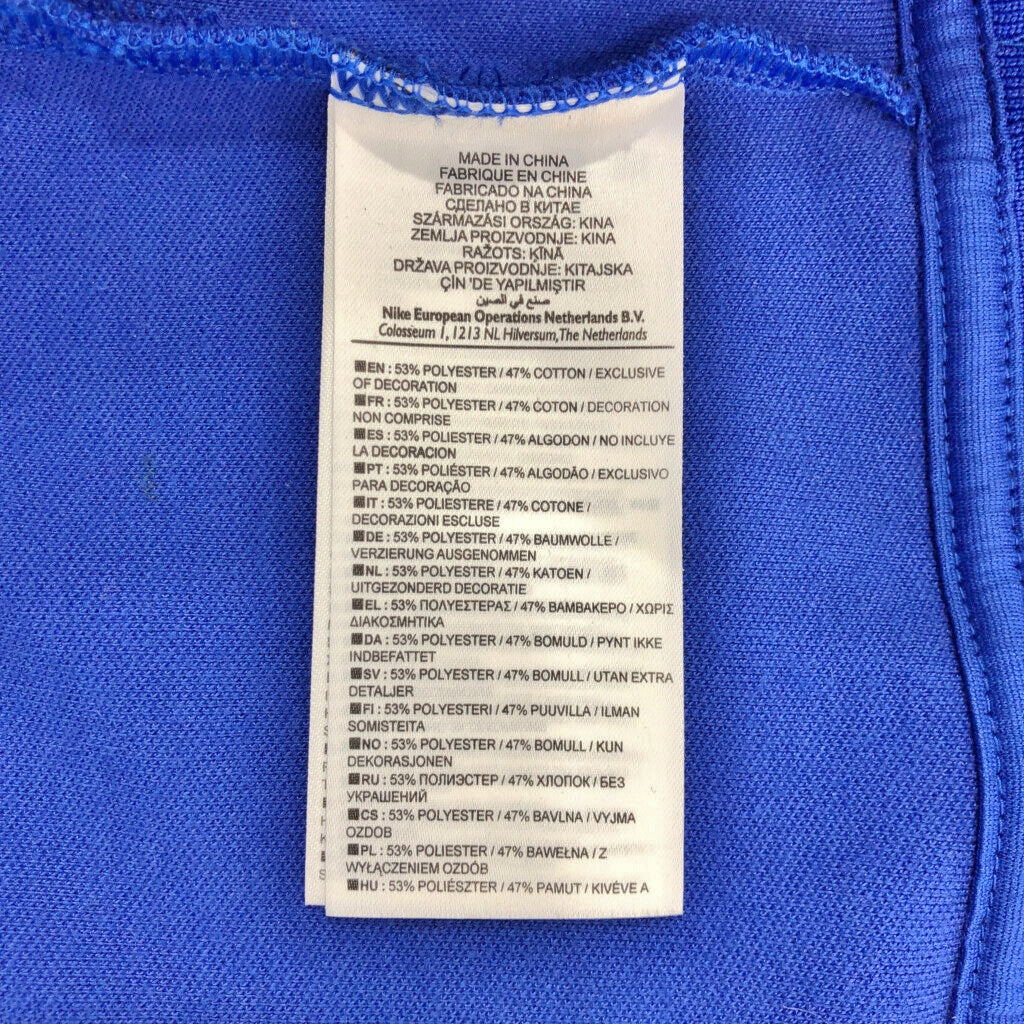 MADE IN CHINA
FABRIQUE EN CHINE
FABRICADO NA CHINA
СДЕЛАНО В КИТАЕ
SZÁRMAZÁSI ORSZÁG: KINA
ZEMLJA PROIZVODNJE: KINA
RAŽOTS: ĶĪNĀ
DRŽAVA PROIZVODNJE: KITAJSKA
ÇİN 'DE YAPILMIŞTIR
صنع في الصين
Nike European Operations Netherlands B.V.
Colosseum 1, 1213 NL Hilversum, The Netherlands
EN : 53% POLYESTER / 47% COTTON / EXCLUSIVE
OF DECORATION
FR : 53% POLYESTER / 47% COTON / DECORATION
NON COMPRISE
ES : 53% POLIESTER / 47% ALGODON / NO INCLUYE
LA DECORACION
PT : 53% POLIÉSTER / 47% ALGODÃO / EXCLUSIVO
PARA DECORAÇÃO
IT : 53% POLIESTERE / 47% COTONE /
DECORAZIONI ESCLUSE
DE : 53% POLYESTER / 47% BAUMWOLLE /
VERZIERUNG AUSGENOMMEN
NL : 53% POLYESTER / 47% KATOEN /
UITGEZONDERD DECORATIE
EL : 53% ΠΟΛΥΕΣΤΕΡΑΣ / 47% ΒΑΜΒΑΚΕΡΟ / ΧΩΡΙΣ
ΔΙΑΚΟΣΜΗΤΙΚΑ
DA : 53% POLYESTER / 47% BOMULD / PYNT IKKE
INDBEFATTET
SV : 53% POLYESTER / 47% BOMULL / UTAN EXTRA
DETALJER
FI : 53% POLYESTERI / 47% PUUVILLA / ILMAN
SOMISTEITA
NO : 53% POLYESTER / 47% BOMULL / KUN
DEKORASJONEN
RU : 53% ПОЛИЭСТЕР / 47% ХЛОПОК / БЕЗ
УКРАШЕНИЙ
CS : 53% POLYESTER / 47% BAVLNA / VYJMA
OZDOB
PL : 53% POLIESTER / 47% BAWEŁNA / Z
WYŁĄCZENIEM OZDÓB
HU : 53% POLIÉSZTER / 47% PAMUT / KIVÉVE A